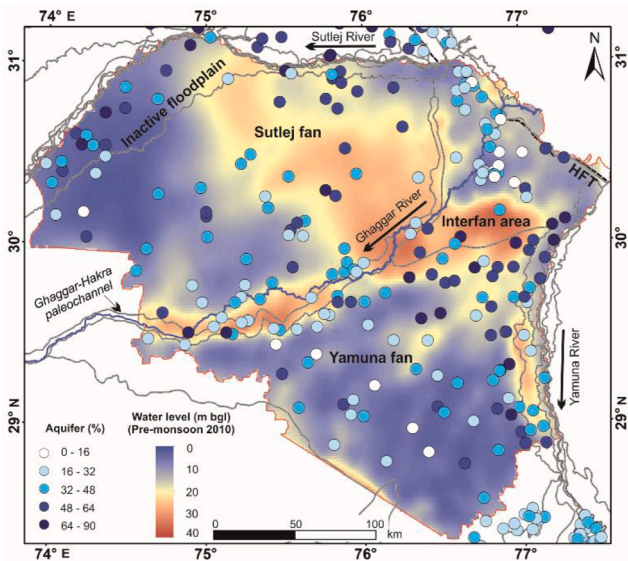 74° E
75°
76°
77°
Sutlej River
N
31°
31°
Inactive floodplain
Sutlej fan
HFT
Ghaggar River
Interfan area
30°
30°
Ghaggar-Hakra
paleochannel
Yamuna fan
Yamuna River
29° N
29° N
Aquifer (%)
0 - 16
16 - 32
32 - 48
48 - 64
64 - 90
Water level (m bgl)
(Pre-monsoon 2010)
0
10
20
30
40
0
50
100
km
74° E
75°
76°
77°